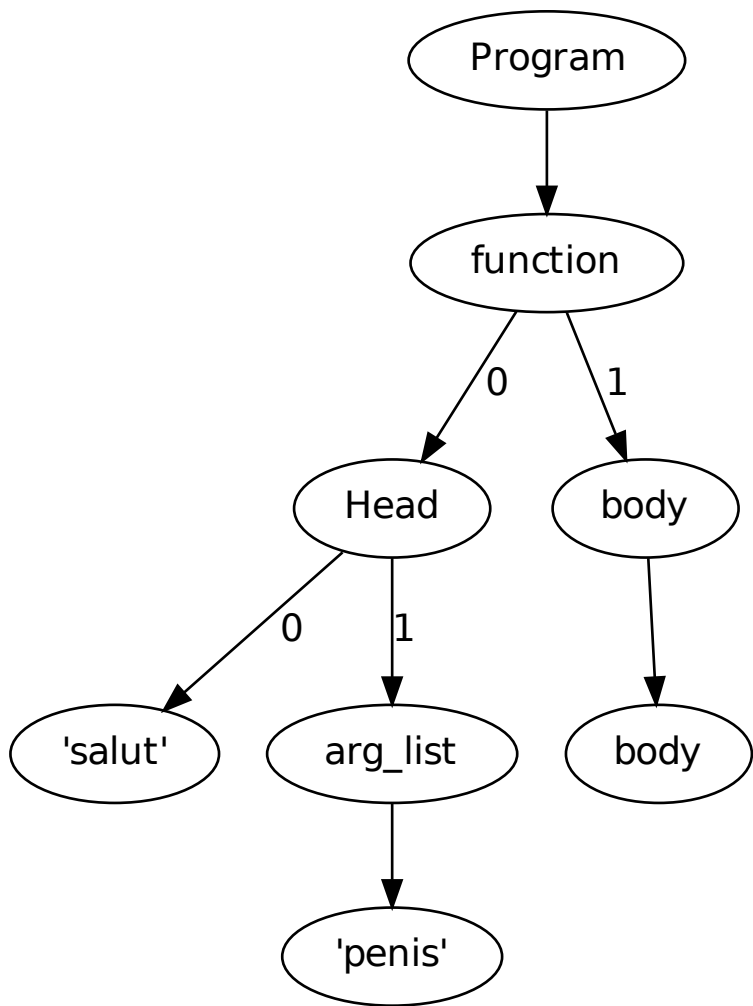 Program
function
0
1
Head
body
0
1
'salut'
arg_list
body
'penis'